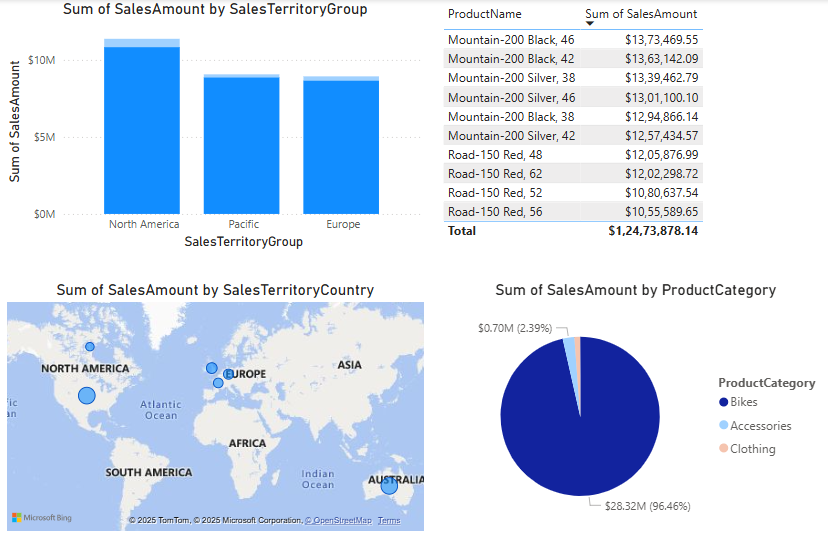 Sum of SalesAmount by SalesTerritoryGroup
Sum of SalesAmount
$10M
$5M
$0M
North America Pacific Europe
SalesTerritoryGroup
ProductName Sum of SalesAmount
Mountain-200 Black, 46 $13,73,469.55
Mountain-200 Black, 42 $13,63,142.09
Mountain-200 Silver, 38 $13,39,462.79
Mountain-200 Silver, 46 $13,01,100.10
Mountain-200 Black, 38 $12,94,866.14
Mountain-200 Silver, 42 $12,57,434.57
Road-150 Red, 48 $12,05,876.99
Road-150 Red, 62 $12,02,298.72
Road-150 Red, 52 $10,80,637.54
Road-150 Red, 56 $10,55,589.65
Total $1,24,73,878.14
Sum of SalesAmount by SalesTerritoryCountry
NORTH AMERICA
EUROPE
ASIA
ic
an
Atlantic
Ocean
AFRICA
SOUTH AMERICA
Indian
Ocean
AUSTRALIA
Microsoft Bing
© 2025 TomTom, © 2025 Microsoft Corporation, © OpenStreetMap Terms
Sum of SalesAmount by ProductCategory
$0.70M (2.39%)
$28.32M (96.46%)
ProductCategory
Bikes
Accessories
Clothing